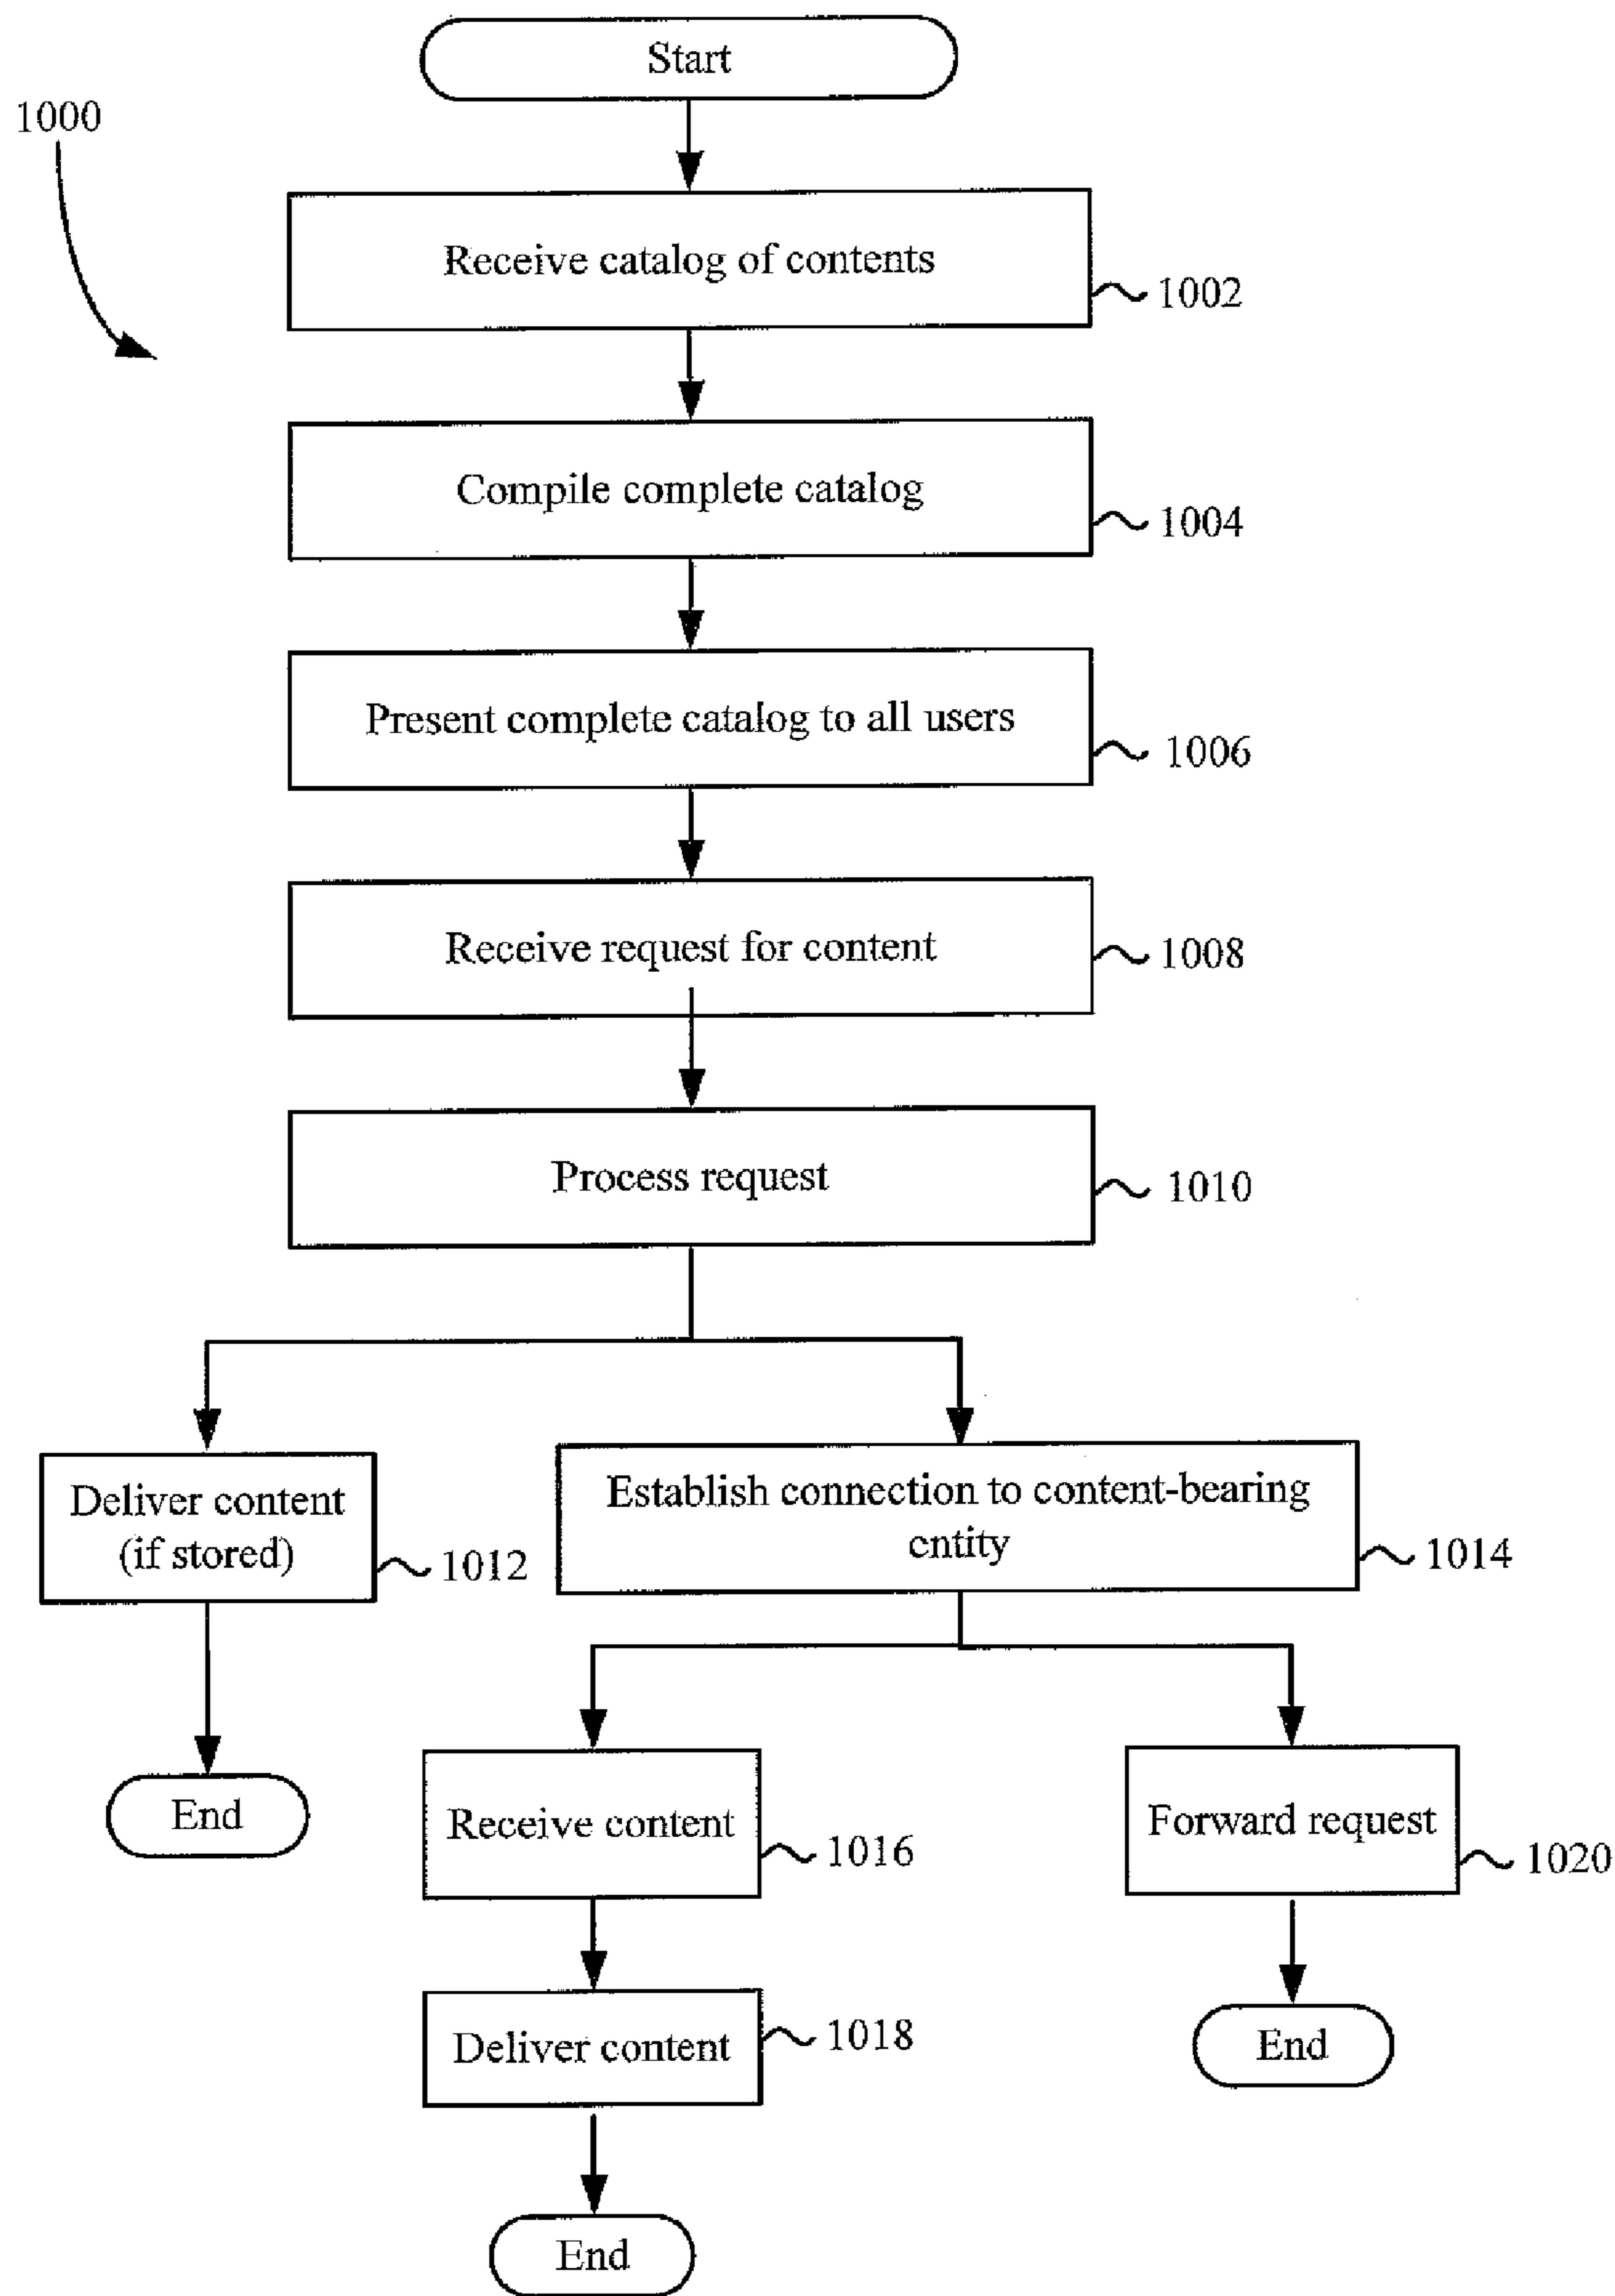 Start
1000
Receive catalog of contents
1002
Compile complete catalog
1004
Present complete catalog to all users
1006
Receive request for content
1008
Process request
1010
Deliver content
(if stored)
1012
Establish connection to content-bearing
entity
1014
End
Receive content
1016
Forward request
1020
Deliver content
1018
End
End